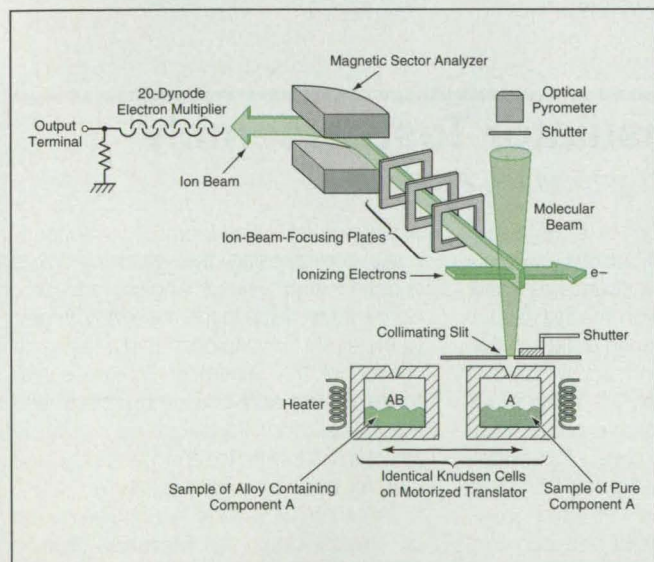 Magnetic Sector Analyzer
20-Dynode
Electron Multiplier
Optical
Pyrometer
Shutter
Output
Terminal
Ion Beam
Molecular
Beam
Ion-Beam-Focusing Plates
Ionizing Electrons
e–
Collimating Slit
Shutter
Heater
AB
A
Identical Knudsen Cells
on Motorized Translator
Sample of Alloy Containing
Component A
Sample of Pure
Component A